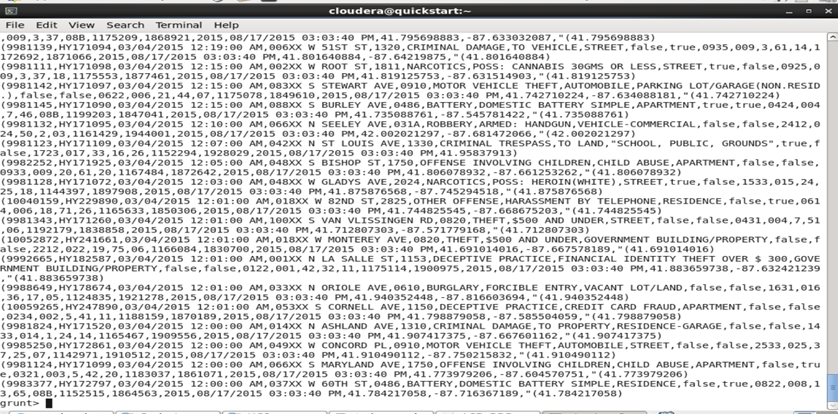 cloudera@quickstart:~
File Edit View Search Terminal Help
,009,3,37,08B,1175209,1868921,2015,08/17/2015 03:03:40 PM,41.795698883,-87.633032087,"(41.795698883)
(9981139,HY171094,03/04/2015 12:19:00 AM,006XX W 51ST ST,1320,CRIMINAL DAMAGE,TO VEHICLE,STREET,false,true,0935,009,3,61,14,1
172692,1871066,2015,08/17/2015 03:03:40 PM,41.801640884,-87.64219875,"(41.801640884)
(9981111,HY171098,03/04/2015 12:15:00 AM,002XX W ROOT ST,1811,NARCOTICS,POSS: CANNABIS 30GMS OR LESS,STREET,true,false,0925,0
09,3,37,18,1175553,1877461,2015,08/17/2015 03:03:40 PM,41.819125753,-87.631514903,"(41.819125753)
(9981142,HY171097,03/04/2015 12:15:00 AM,083XX S STEWART AVE,0910,MOTOR VEHICLE THEFT,AUTOMOBILE,PARKING LOT/GARAGE(NON.RESID
.),false,false,0622,006,21,44,07,1175078,1849610,2015,08/17/2015 03:03:40 PM,41.742710224,-87.634088181,"(41.742710224)
(9981145,HY171090,03/04/2015 12:12:00 AM,088XX S BURLEY AVE,0486,BATTERY,DOMESTIC BATTERY SIMPLE,APARTMENT,true,true,0424,004
,7,46,08B,1199203,1847041,2015,08/17/2015 03:03:40 PM,41.735088761,-87.545781422,"(41.735088761)
(9981132,HY171095,03/04/2015 12:10:00 AM,066XX N SEELEY AVE,031A,ROBBERY,ARMED: HANDGUN,VEHICLE-COMMERCIAL,false,false,2412,0
24,50,2,03,1161429,1944001,2015,08/17/2015 03:03:40 PM,42.002021297,-87.681472066,"(42.002021297)
(9981123,HY171109,03/04/2015 12:07:00 AM,042XX N ST LOUIS AVE,1330,CRIMINAL TRESPASS,TO LAND,"SCHOOL, PUBLIC, GROUNDS",true,f
alse,1723,017,33,16,26,1152294,1928029,2015,08/17/2015 03:03:40 PM,41.95837913)
(9982252,HY171925,03/04/2015 12:05:00 AM,048XX S BISHOP ST,1750,OFFENSE INVOLVING CHILDREN,CHILD ABUSE,APARTMENT,false,false,
0933,009,20,61,20,1167484,1872642,2015,08/17/2015 03:03:40 PM,41.806078932,-87.661253262,"(41.806078932)
(9981128,HY171072,03/04/2015 12:03:00 AM,048XX W GLADYS AVE,2024,NARCOTICS,POSS: HEROIN(WHITE),STREET,true,false,1533,015,24,
25,18,1144397,1897908,2015,08/17/2015 03:03:40 PM,41.875876568,-87.745294518,"(41.875876568)
(10040159,HY229890,03/04/2015 12:01:00 AM,018XX W 82ND ST,2825,OTHER OFFENSE,HARASSMENT BY TELEPHONE,RESIDENCE,false,true,061
4,006,18,71,26,1165633,1850306,2015,08/17/2015 03:03:40 PM,41.744825545,-87.668675203,"(41.744825545)
(9981343,HY171260,03/04/2015 12:01:00 AM,100XX S VAN VLISSINGEN RD,0820,THEFT,$500 AND UNDER,STREET,false,false,0431,004,7,51
,06,1192179,1838858,2015,08/17/2015 03:03:40 PM,41.712807303,-87.571779168,"(41.712807303)
(10052872,HY241661,03/04/2015 12:01:00 AM,018XX W MONTEREY AVE,0820,THEFT,$500 AND UNDER,GOVERNMENT BUILDING/PROPERTY,false,f
alse,2212,022,19,75,06,1166084,1830700,2015,08/17/2015 03:03:40 PM,41.691014016,-87.667578189,"(41.691014016)
(9992665,HY182587,03/04/2015 12:01:00 AM,000XX N LA SALLE ST,1153,DECEPTIVE PRACTICE,FINANCIAL IDENTITY THEFT OVER $ 300,GOVE
RNMENT BUILDING/PROPERTY,false,false,0122,001,42,32,11,1175114,1900975,2015,08/17/2015 03:03:40 PM,41.883659738,-87.632421239
,"(41.883659738)
(9988649,HY178674,03/04/2015 12:01:00 AM,033XX N ORIOLE AVE,0610,BURGLARY,FORCIBLE ENTRY,VACANT LOT/LAND,false,false,1631,016
,36,17,05,1124835,1921278,2015,08/17/2015 03:03:40 PM,41.940352448,-87.816603694,"(41.940352448)
(10059265,HY247890,03/04/2015 12:01:00 AM,053XX S CORNELL AVE,1150,DECEPTIVE PRACTICE,CREDIT CARD FRAUD,APARTMENT,false,false
,0234,002,5,41,11,1188159,1870189,2015,08/17/2015 03:03:40 PM,41.798879058,-87.585504059,"(41.798879058)
(9981824,HY171520,03/04/2015 12:00:00 AM,014XX N ASHLAND AVE,1310,CRIMINAL DAMAGE,TO PROPERTY,RESIDENCE-GARAGE,false,false,14
33,014,1,24,14,1165467,1909556,2015,08/17/2015 03:03:40 PM,41.907417375,-87.667601162,"(41.907417375)
(9985250,HY172861,03/04/2015 12:00:00 AM,049XX W CONCORD PL,0910,MOTOR VEHICLE THEFT,AUTOMOBILE,STREET,false,false,2533,025,3
7,25,07,1142971,1910512,2015,08/17/2015 03:03:40 PM,41.910490112,-87.750215832,"(41.910490112)
(9981124,HY171099,03/04/2015 12:00:00 AM,066XX S MARYLAND AVE,1750,OFFENSE INVOLVING CHILDREN,CHILD ABUSE,APARTMENT,false,tru
e,0321,003,5,42,20,1183037,1861071,2015,08/17/2015 03:03:40 PM,41.773979206,-87.604570751,"(41.773979206)
(9983377,HY172797,03/04/2015 12:00:00 AM,037XX W 60TH ST,0486,BATTERY,DOMESTIC BATTERY SIMPLE,RESIDENCE,false,true,0822,008,1
3,65,08B,1152515,1864563,2015,08/17/2015 03:03:40 PM,41.784217058,-87.716367189,"(41.784217058)
grunt>